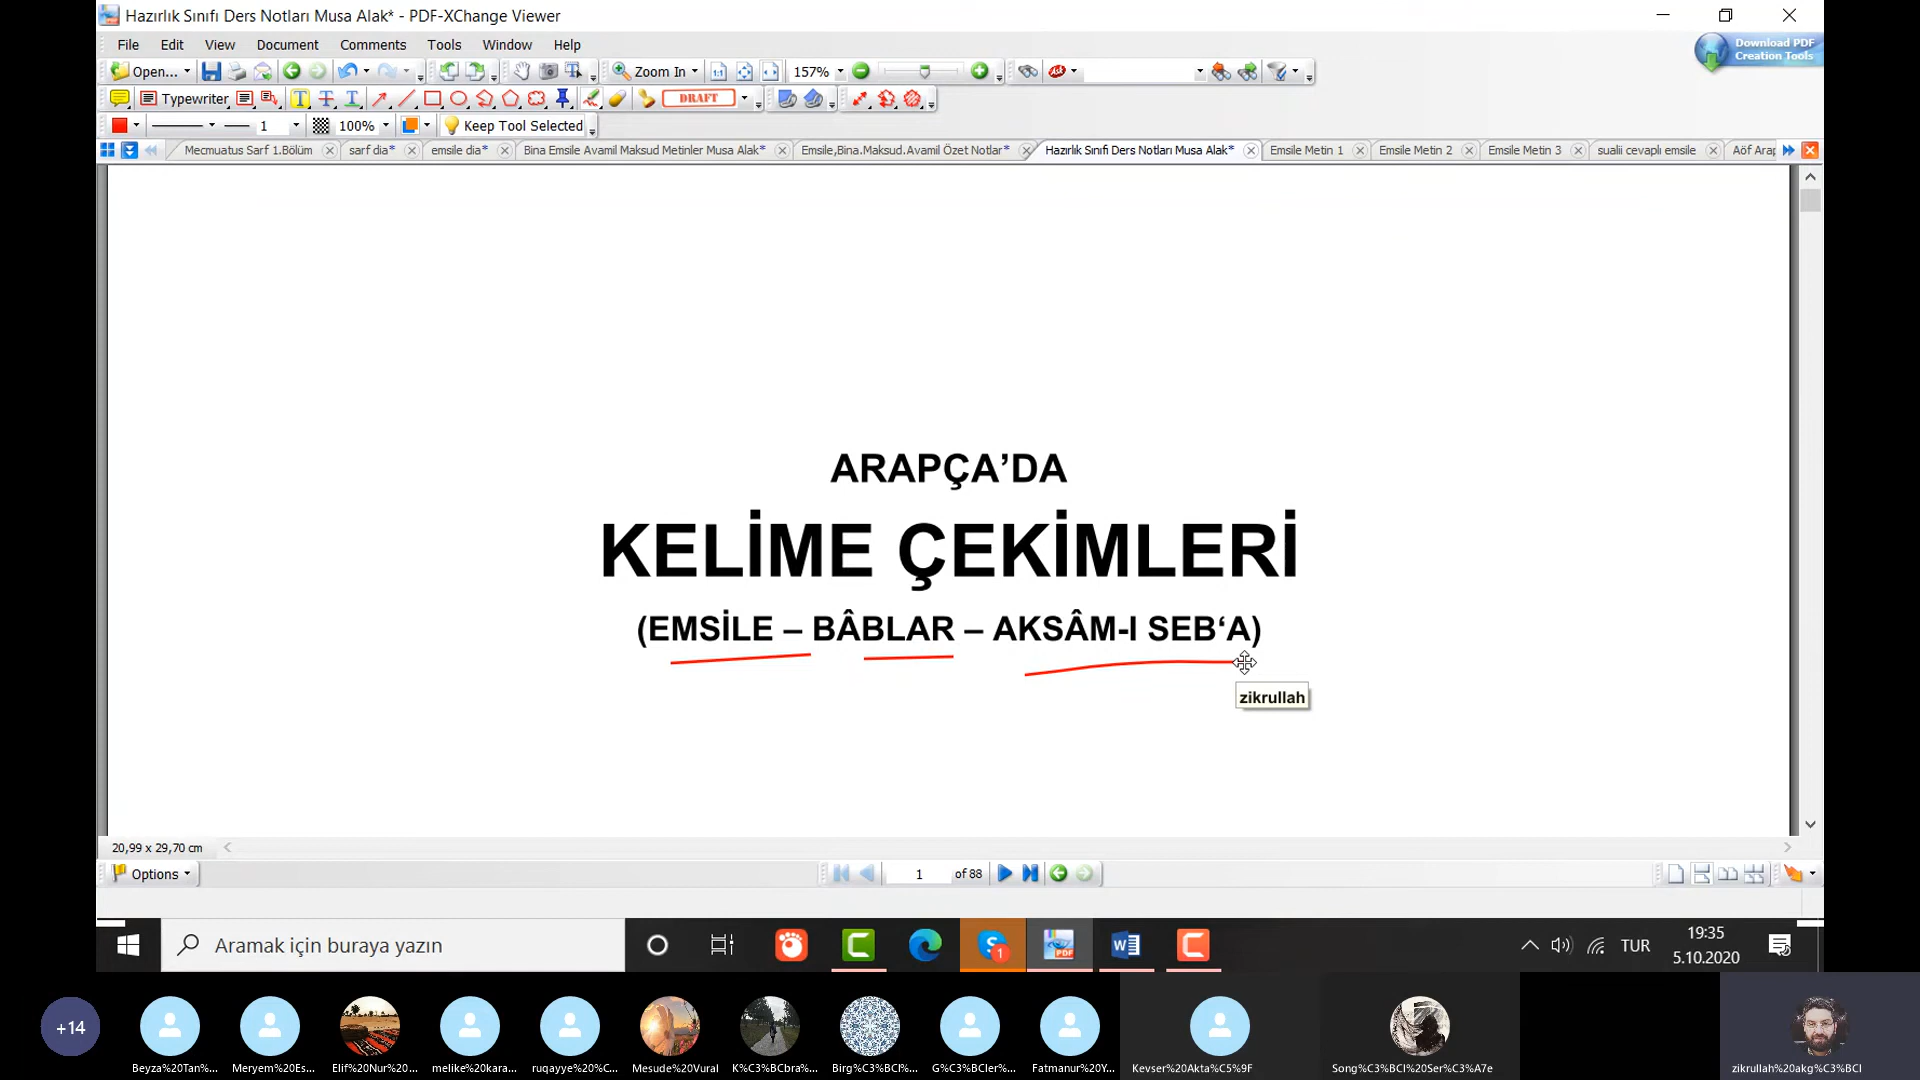 Hazırlık Sınıfı Ders Notları Musa Alak* - PDF-XChange Viewer
File Edit View Document Comments Tools Window Help
Download PDF
Creation Tools
Open... Zoom In 157%
Typewriter DRAFT
1 100% Keep Tool Selected
Mecmuatus Sarf 1.Bölüm sarf dia* emsile dia* Bina Emsile Avamil Maksud Metinler Musa Alak* Emsile,Bina.Maksud.Avamil Özet Notlar* Hazırlık Sınıfı Ders Notları Musa Alak* Emsile Metin 1 Emsile Metin 2 Emsile Metin 3 sualii cevaplı emsile Aöf Arap
ARAPÇA’DA
KELİME ÇEKİMLERİ
(EMSİLE – BÂBLAR – AKSÂM-I SEB‘A)
zikrullah
20,99 x 29,70 cm
Options 1 of 88
Aramak için buraya yazın
1
PDF
TUR
19:35
5.10.2020
+14
Beyza%20Tan... Meryem%20Es... Elif%20Nur%20... melike%20kara... ruqayye%20%C... Mesude%20Vural K%C3%BCbra%... Birg%C3%BCl%... G%C3%BCler%... Fatmanur%20Y... Kevser%20Akta%C5%9F Song%C3%BCl%20Ser%C3%A7e zikrullah%20akg%C3%BCl